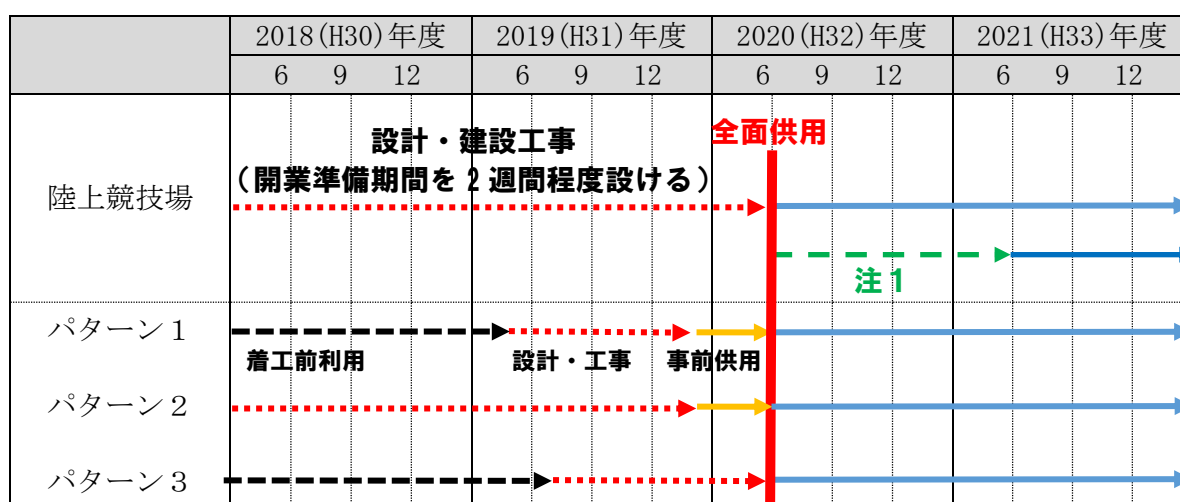 2018(H30)年度 2019(H31)年度 2020(H32)年度 2021(H33)年度
6 9 12 6 9 12 6 9 12 6 9 12
設計・建設工事 全面供用
（開業準備期間を2週間程度設ける）
陸上競技場
注1
パターン1
着工前利用 設計・工事 事前供用
パターン2
パターン3